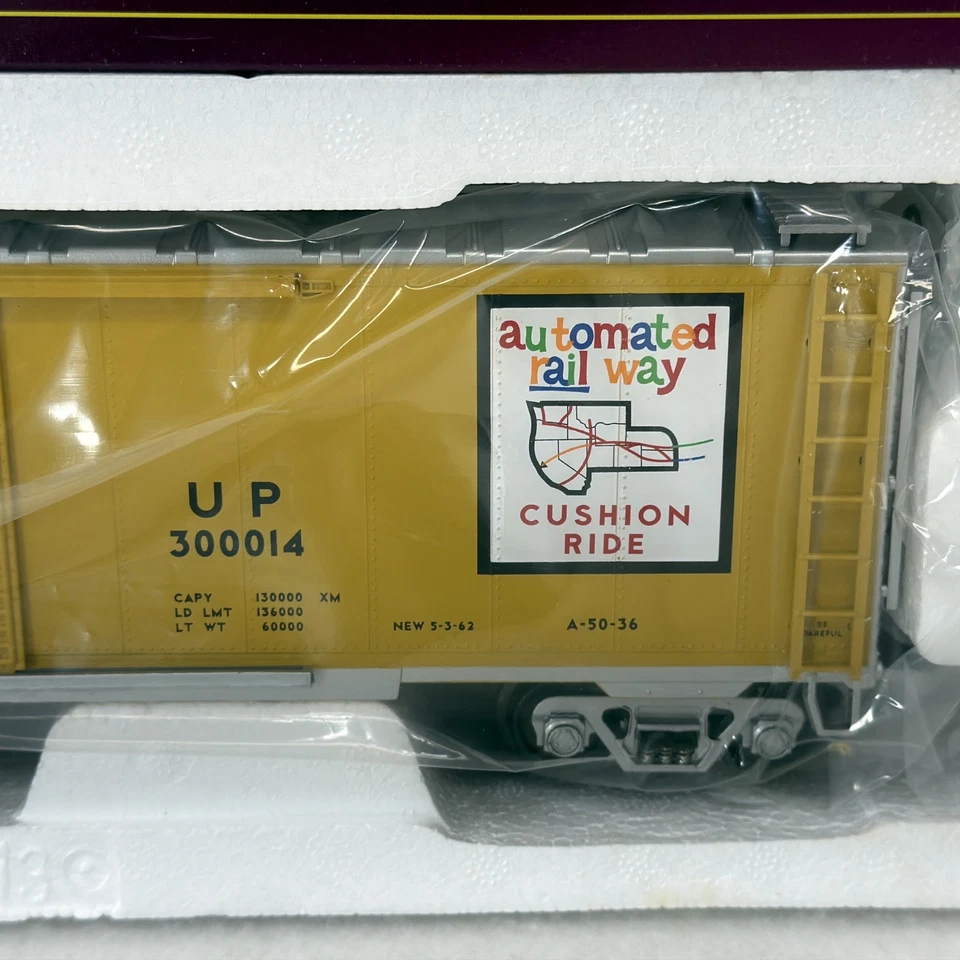 automated
rail way
CUSHION
RIDE
UP
300014
CAPY 130000 XM
LD LMT 136000
LT WT 60000
NEW 5-3-62
A-50-36
CAREFUL